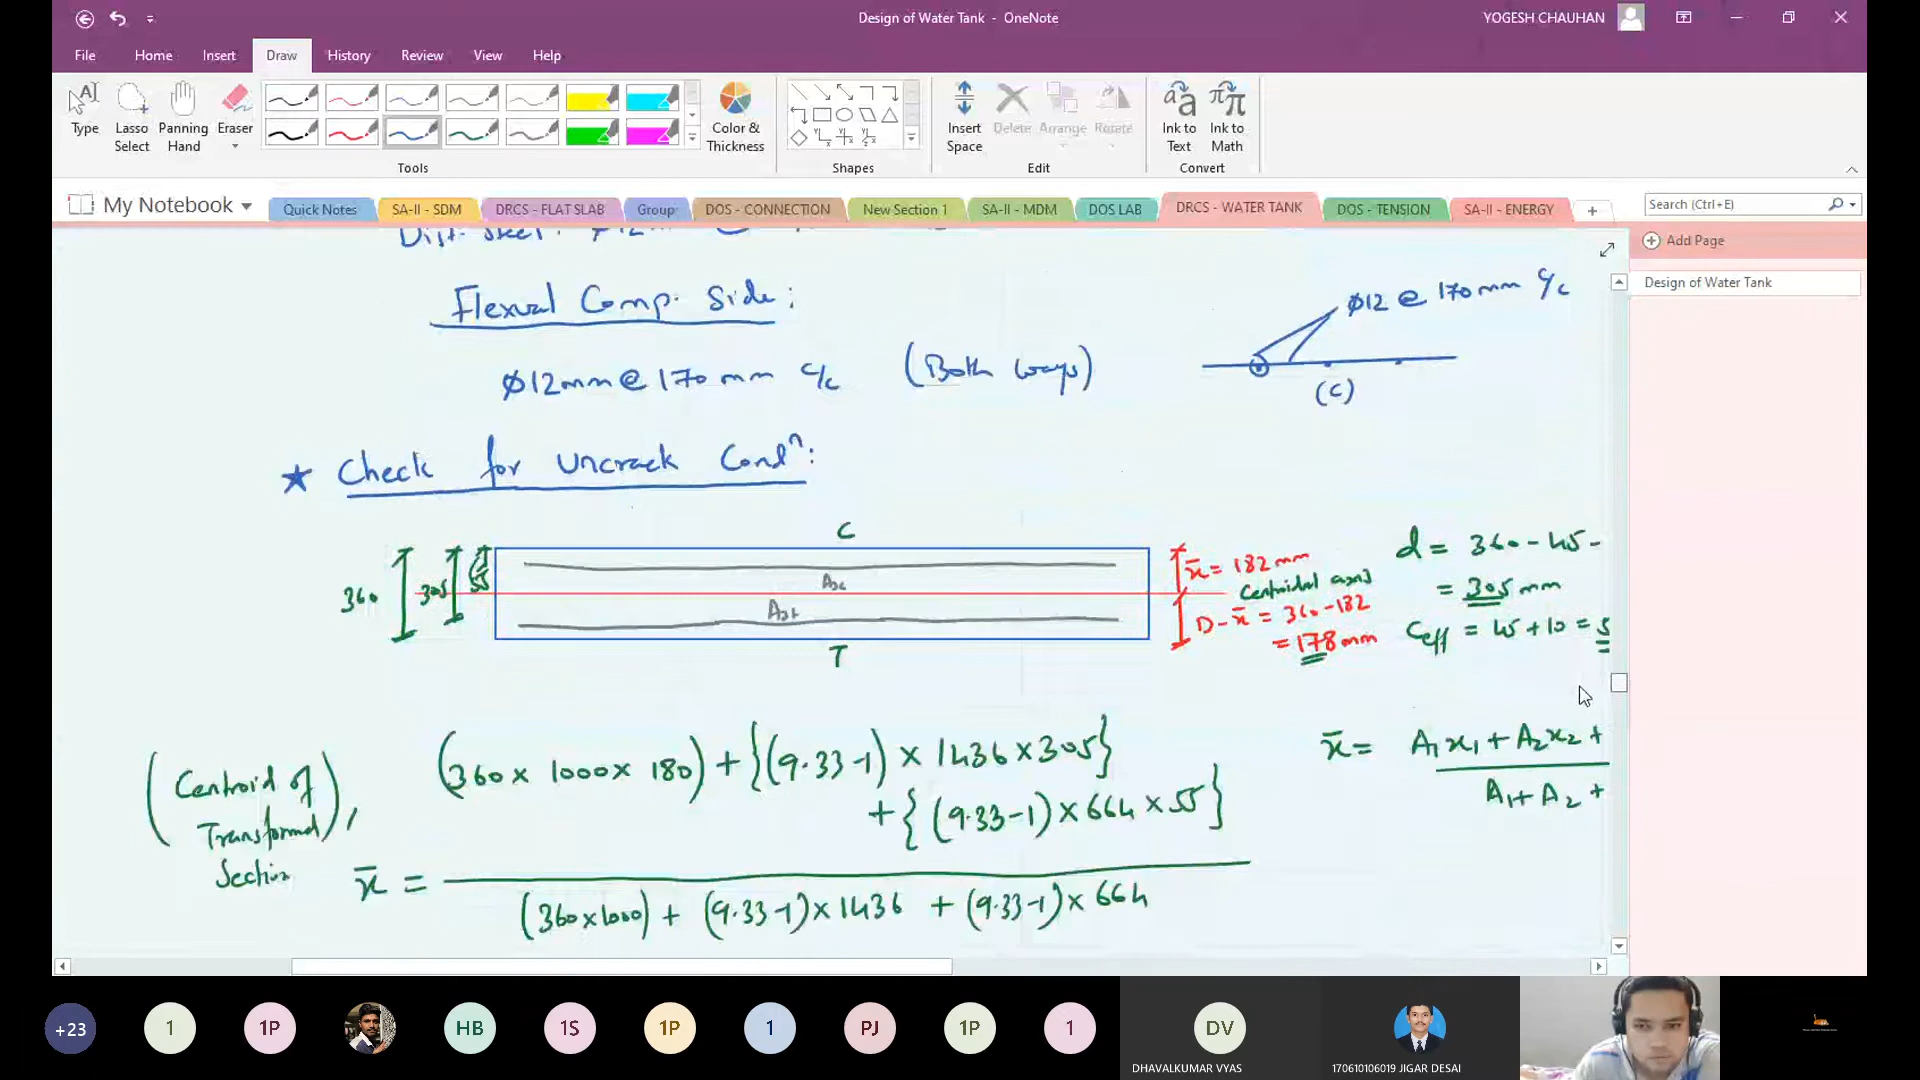 Design of Water Tank - OneNote
YOGESH CHAUHAN
File Home Insert Draw History Review View Help
Type
Lasso Select
Panning Hand
Eraser
Color & Thickness
Insert Space
Delete
Arrange
Rotate
Ink to Text
Ink to Math
Tools
Shapes
Edit
Convert
My Notebook
Quick Notes
SA-II - SDM
DRCS - FLAT SLAB
Group
DOS - CONNECTION
New Section 1
SA-II - MDM
DOS LAB
DRCS - WATER TANK
DOS - TENSION
SA-II - ENERGY
Search (Ctrl+E)
Add Page
Design of Water Tank
Dist. Steel:
Flexual Comp. Side:
φ12 @ 170 mm c/c
φ12mm @ 170 mm c/c (Both ways)
(C)
★ Check for Uncrack Condⁿ:
C
360
305
55
Asc
Ast
T
x̄ = 182 mm
Centroidal axis
D - x̄ = 360 - 182
= 178 mm
d = 360 - 45 -
= 305 mm
Ceff = 45 + 10 = 5
(Centroid of Transformed Section),
x̄ =
(360 x 1000 x 180) + {(9.33-1) x 1436 x 305}
+ {(9.33-1) x 664 x 55}
(360x1000) + (9.33-1) x 1436 + (9.33-1) x 664
x̄ = A₁x₁ + A₂x₂ +
A₁ + A₂ +
+23
1
1P
HB
1S
1P
1
PJ
1P
1
DV
DHAVALKUMAR VYAS
170610106019 JIGAR DESAI